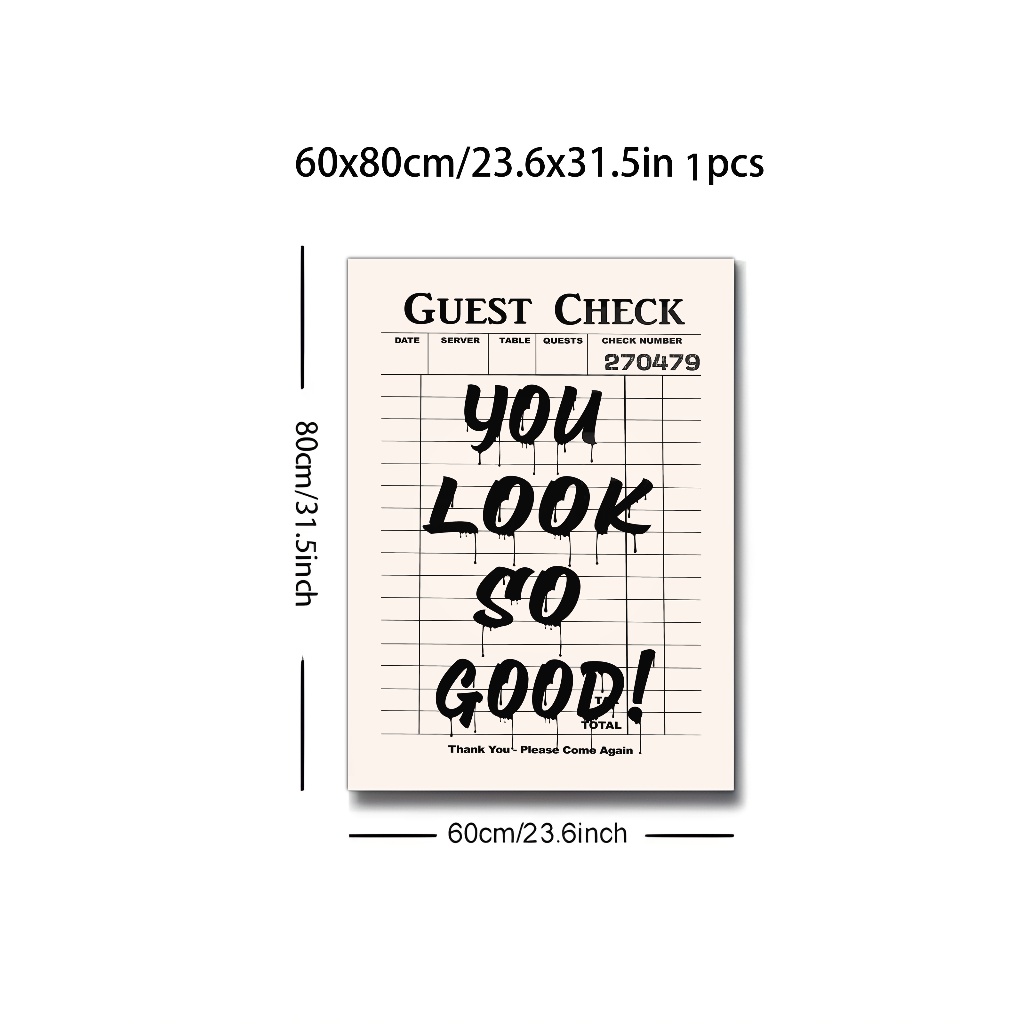 60x80cm/23.6x31.5in 1pcs
80cm/31.5inch
GUEST CHECK
DATE SERVER TABLE QUESTS CHECK NUMBER
270479
YOU
LOOK
SO
GOOD!
TOTAL
Thank You - Please Come Again
60cm/23.6inch